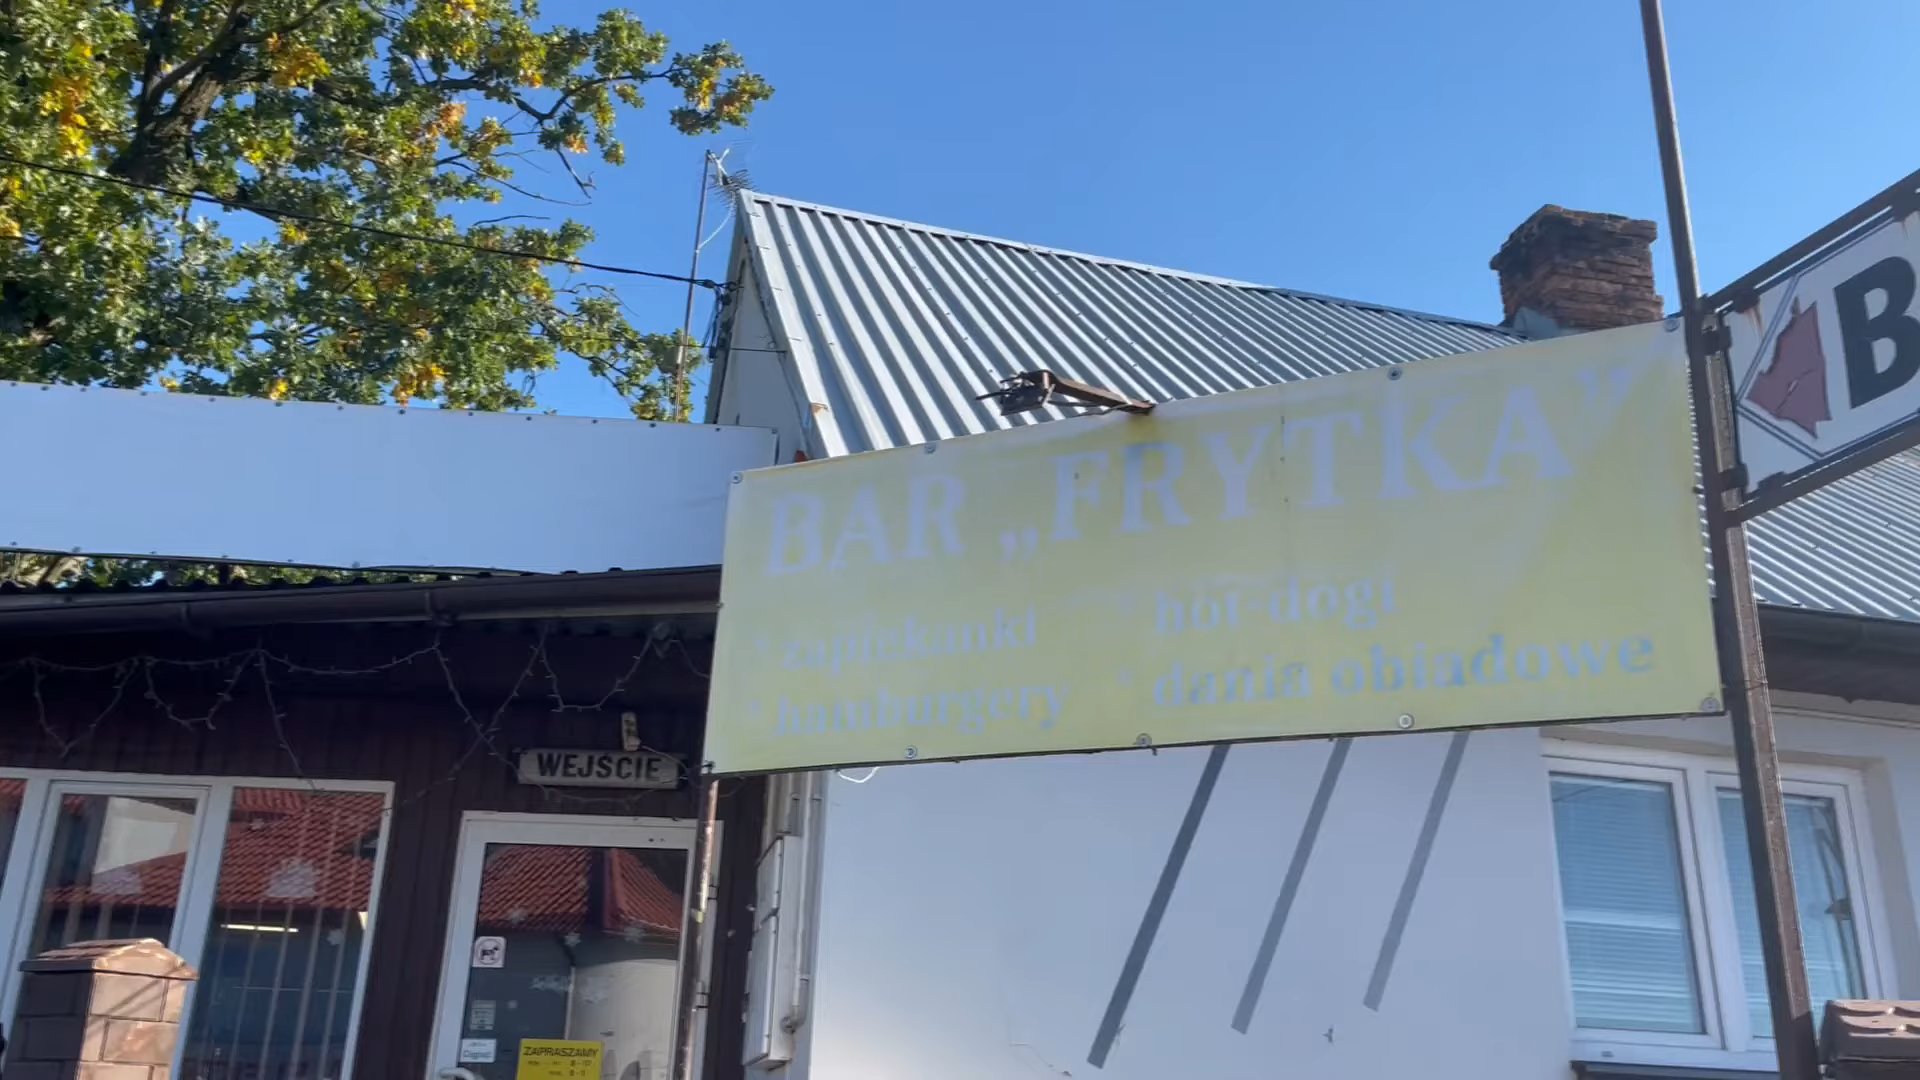 BAR „FRYTKA”
* zapiekanki * hot-dogi
* hamburgery * dania obiadowe
B
WEJŚCIE
ZAPRASZAMY